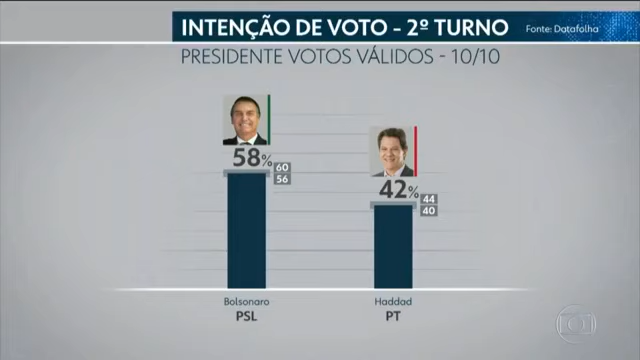 INTENÇÃO DE VOTO - 2º TURNO
Fonte: Datafolha
PRESIDENTE VOTOS VÁLIDOS - 10/10
58%
60
56
42%
44
40
Bolsonaro
PSL
Haddad
PT